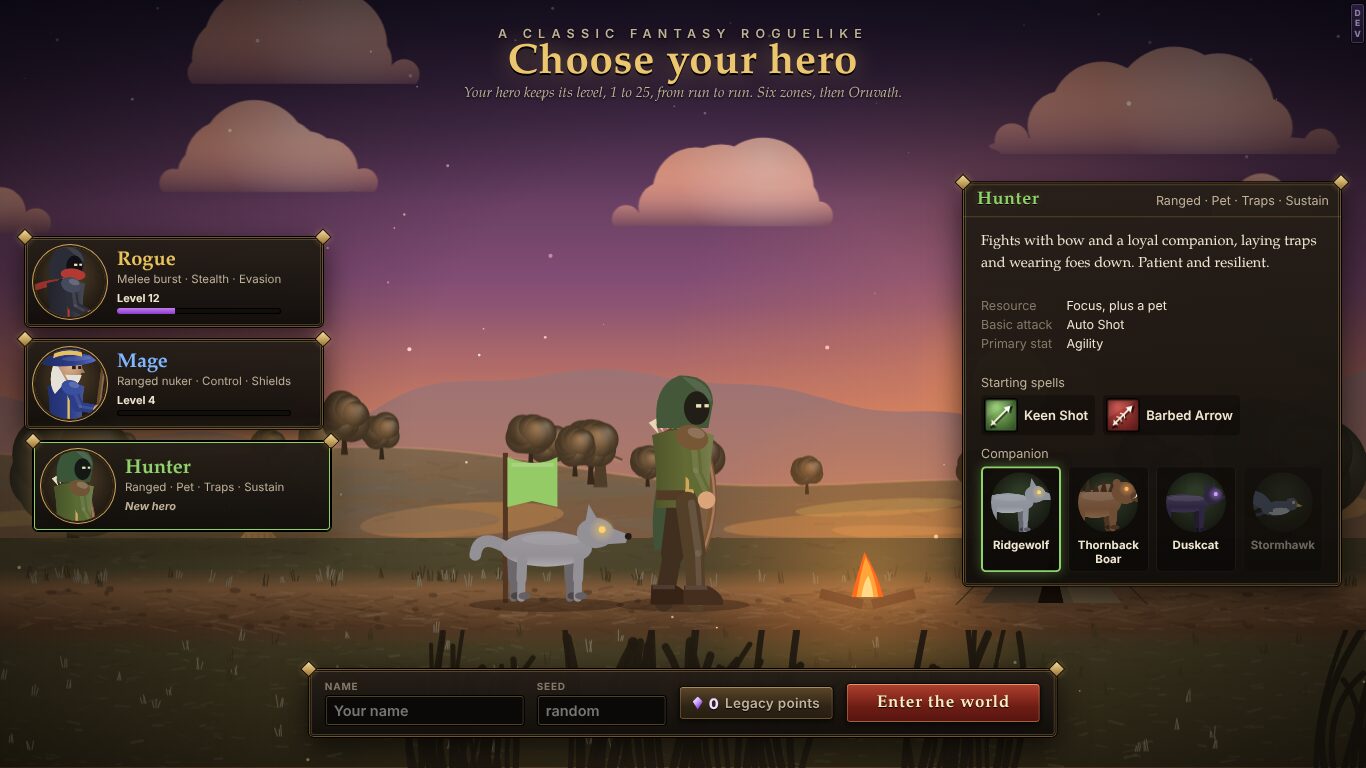 A CLASSIC FANTASY ROGUELIKE
Choose your hero
Your hero keeps its level, 1 to 25, from run to run. Six zones, then Oruvath.
DEV
Rogue
Melee burst · Stealth · Evasion
Level 12
Mage
Ranged nuker · Control · Shields
Level 4
Hunter
Ranged · Pet · Traps · Sustain
New hero
Hunter
Ranged · Pet · Traps · Sustain
Fights with bow and a loyal companion, laying traps
and wearing foes down. Patient and resilient.
Resource Focus, plus a pet
Basic attack Auto Shot
Primary stat Agility
Starting spells
Keen Shot Barbed Arrow
Companion
Ridgewolf Thornback Boar Duskcat Stormhawk
NAME SEED
Your name random 0 Legacy points Enter the world